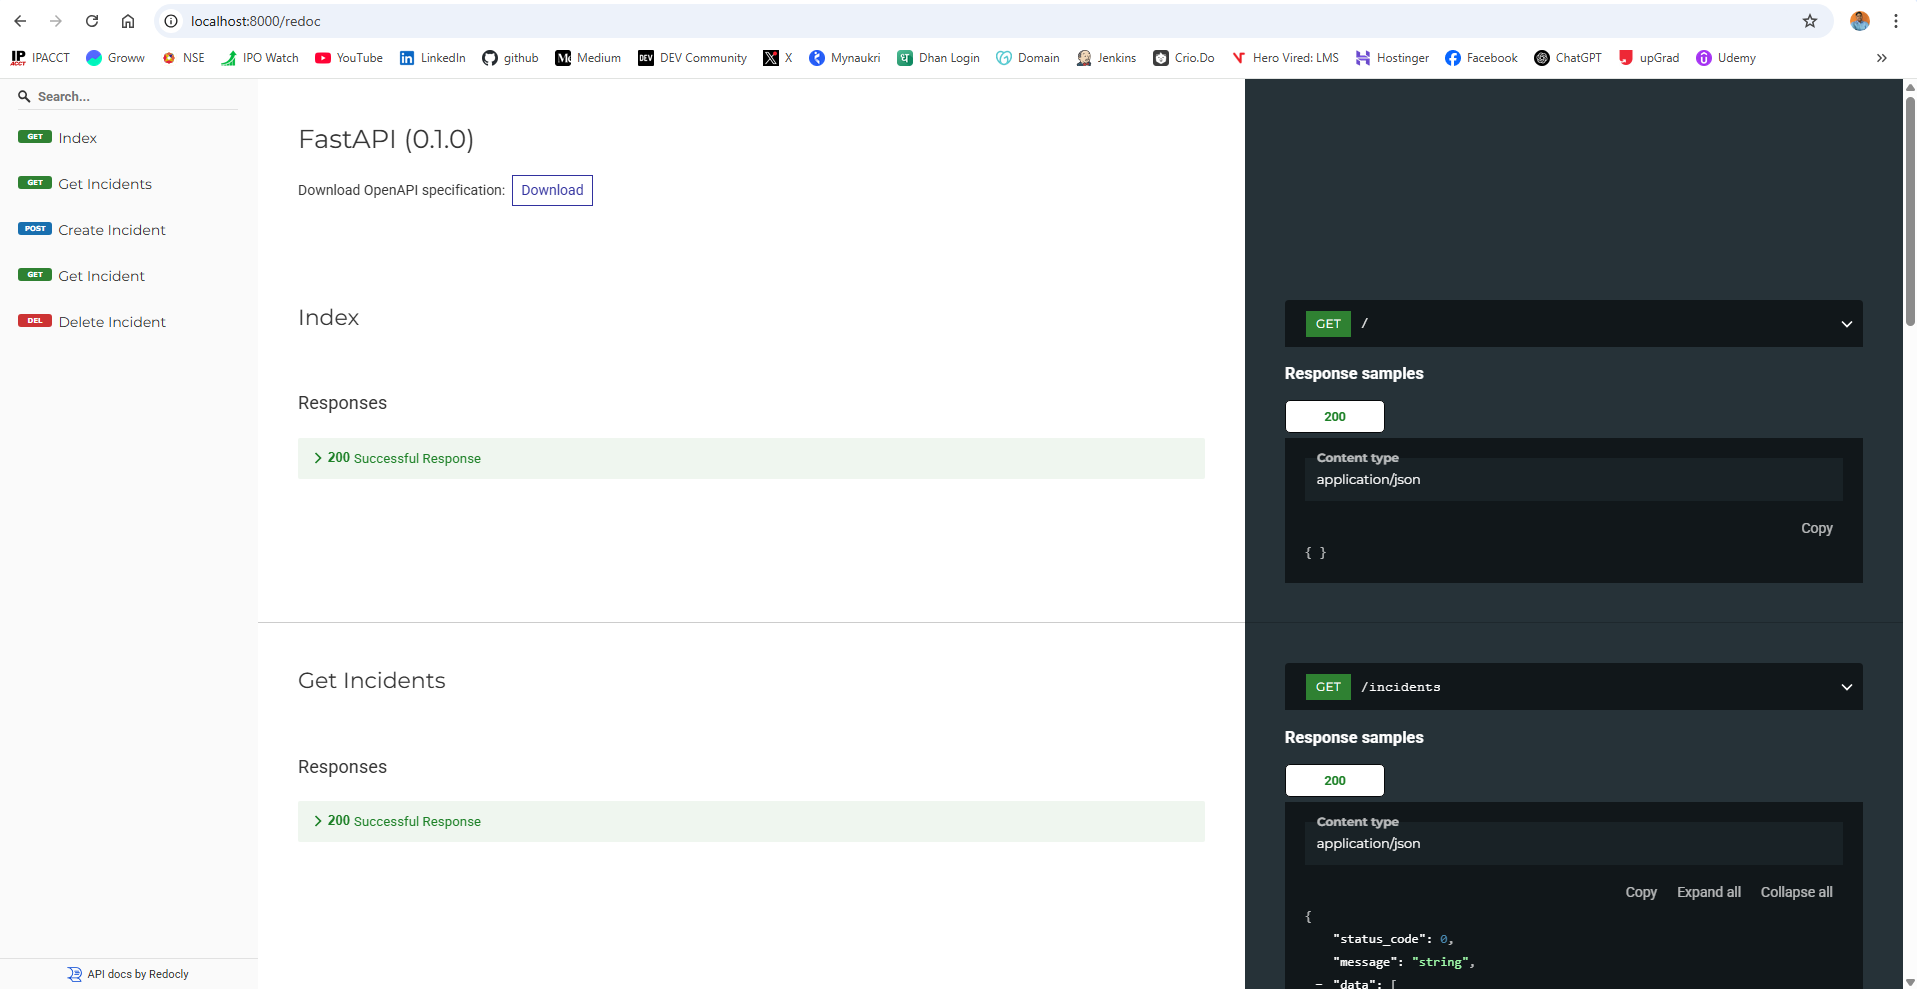 localhost:8000/redoc
IP ACCT IPACCT Groww NSE IPO Watch YouTube LinkedIn github Medium DEV DEV Community X Mynaukri Dhan Login Domain Jenkins Crio.Do Hero Vired: LMS Hostinger Facebook ChatGPT upGrad Udemy
Search...
GET Index
GET Get Incidents
POST Create Incident
GET Get Incident
DEL Delete Incident
API docs by Redocly
FastAPI (0.1.0)
Download OpenAPI specification: Download
Index
Responses
200 Successful Response
GET /
Response samples
200
Content type
application/json
Copy
{ }
Get Incidents
Responses
200 Successful Response
GET /incidents
Response samples
200
Content type
application/json
Copy Expand all Collapse all
{
"status_code": 0,
"message": "string",
− "data": [